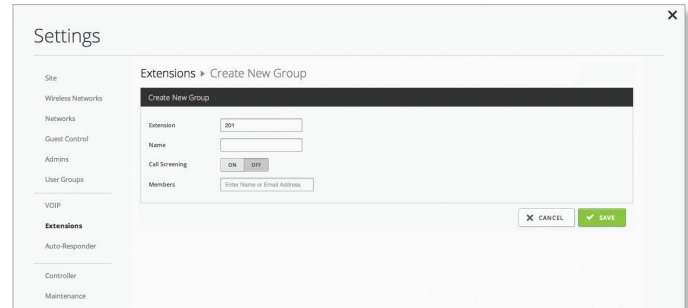 Settings
Site
Wireless Networks
Networks
Guest Control
Admins
User Groups
VOIP
Extensions
Auto-Responder
Controller
Maintenance
Extensions ▸ Create New Group
Create New Group
Extension 201
Name
Call Screening ON OFF
Members Enter Name or Email Address
CANCEL SAVE